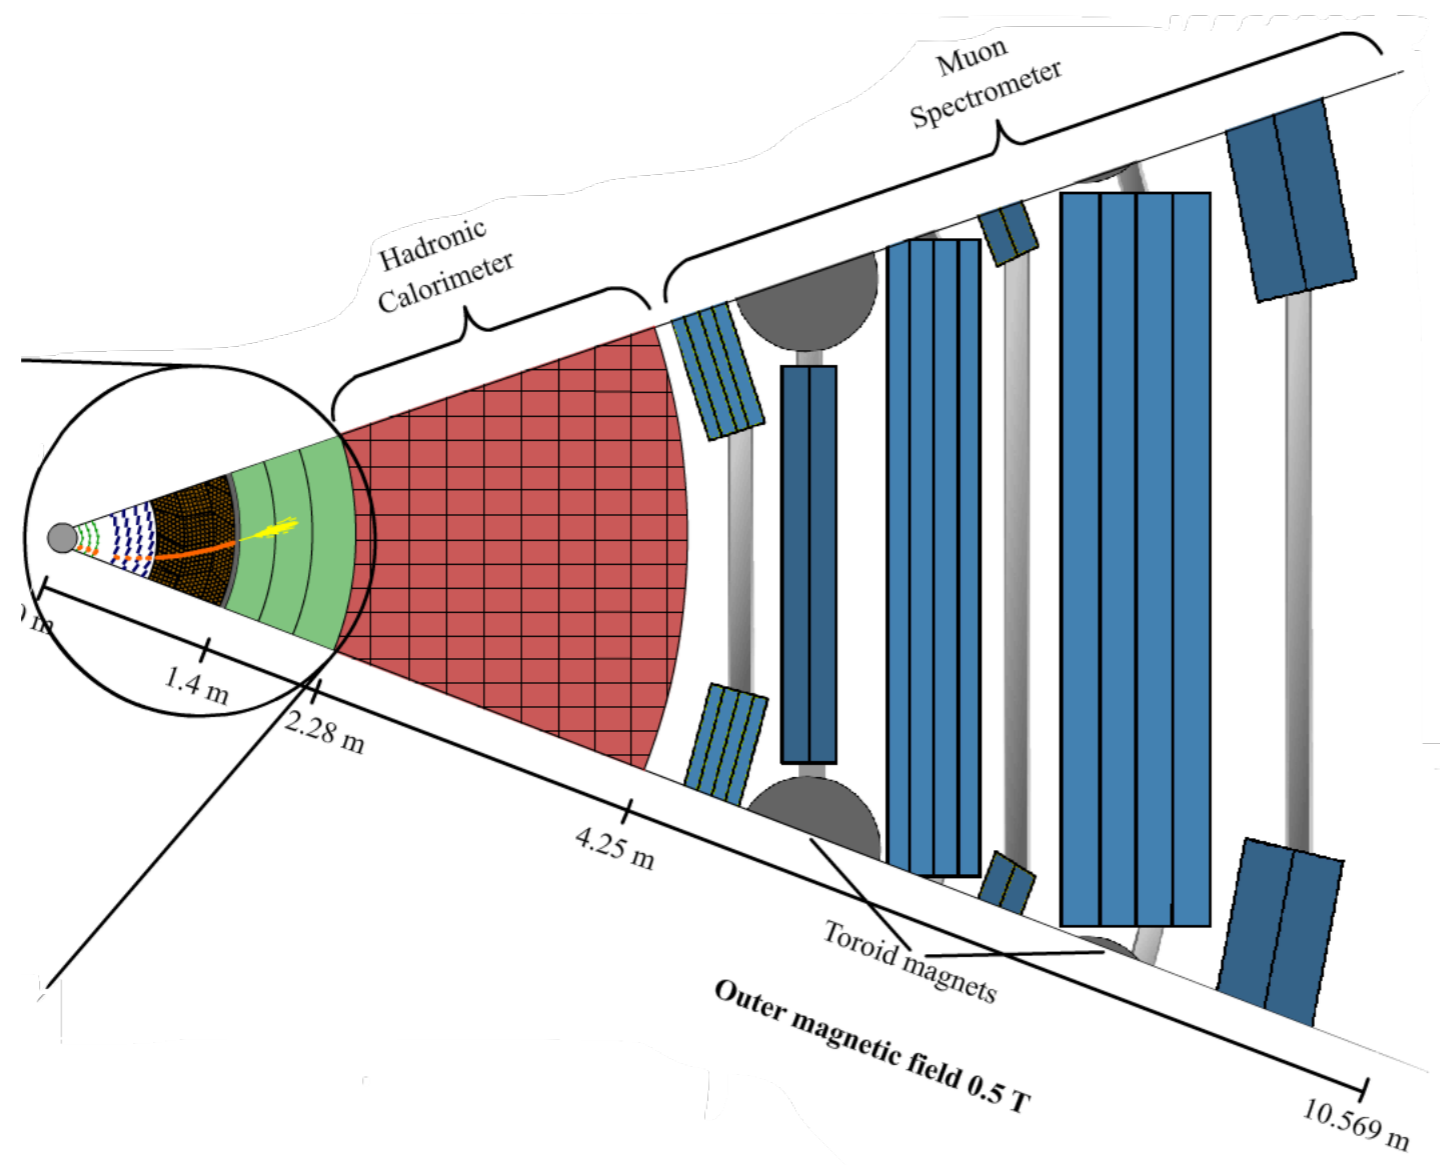 Muon
Spectrometer
Hadronic
Calorimeter
m
1.4 m
2.28 m
4.25 m
Toroid magnets
Outer magnetic field 0.5 T
10.569 m